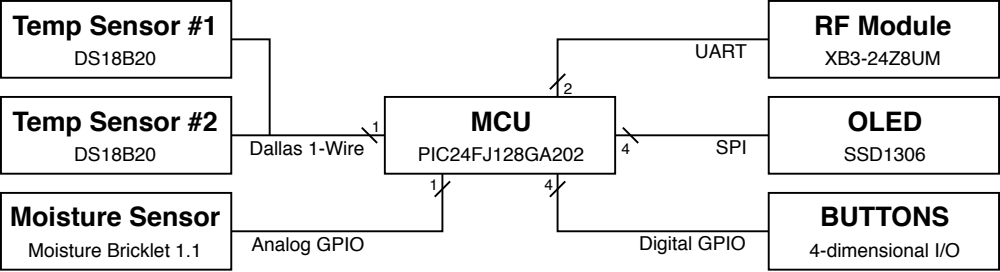 Temp Sensor #1
DS18B20
Temp Sensor #2
DS18B20
Moisture Sensor
Moisture Bricklet 1.1
Dallas 1-Wire
1
Analog GPIO
1
MCU
PIC24FJ128GA202
UART
2
4
SPI
4
Digital GPIO
RF Module
XB3-24Z8UM
OLED
SSD1306
BUTTONS
4-dimensional I/O